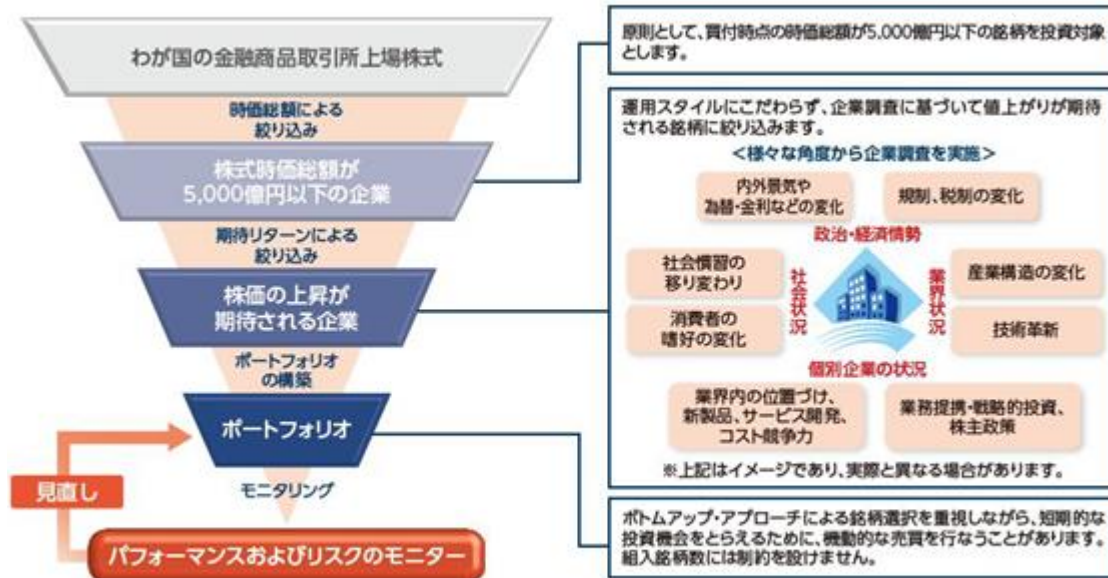 わが国の金融商品取引所上場株式
時価総額による
絞り込み
株式時価総額が
5,000億円以下の企業
期待リターンによる
絞り込み
株価の上昇が
期待される企業
ポートフォリオ
の構築
ポートフォリオ
モニタリング
見直し
パフォーマンスおよびリスクのモニター
原則として、買付時点の時価総額が5,000億円以下の銘柄を投資対象
とします。
運用スタイルにこだわらず、企業調査に基づいて値上がりが期待
される銘柄に絞り込みます。
<様々な角度から企業調査を実施>
内外景気や
為替・金利などの変化
規制、税制の変化
政治・経済情勢
社会慣習の
移り変わり
消費者の
嗜好の変化
社会状況
業界状況
産業構造の変化
技術革新
個別企業の状況
業界内の位置づけ、
新製品、サービス開発、
コスト競争力
業務提携・戦略的投資、
株主政策
※上記はイメージであり、実際と異なる場合があります。
ボトムアップ・アプローチによる銘柄選択を重視しながら、短期的な
投資機会をとらえるために、機動的な売買を行なうことがあります。
組入銘柄数には制約を設けません。